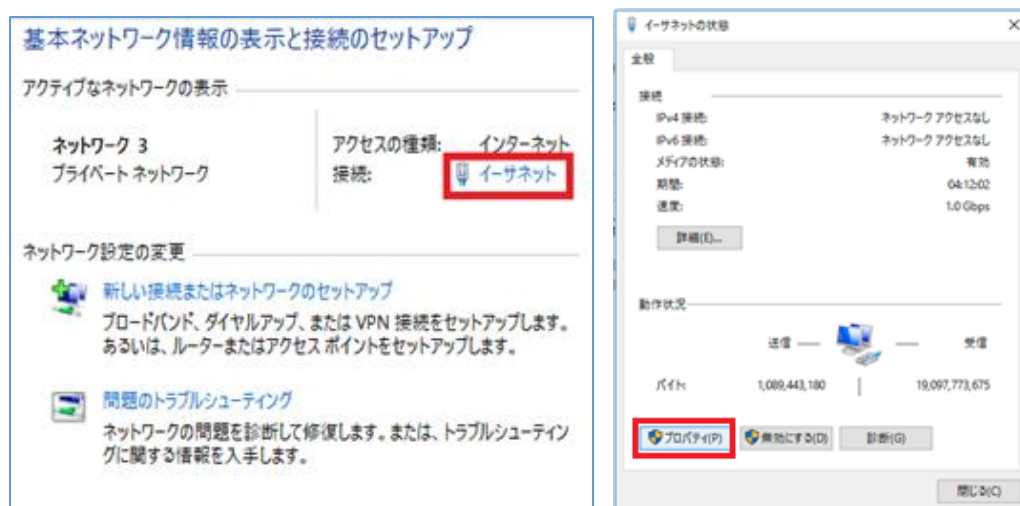 基本ネットワーク情報の表示と接続のセットアップ
アクティブなネットワークの表示
ネットワーク 3
プライベート ネットワーク
アクセスの種類: インターネット
接続: イーサネット
ネットワーク設定の変更
新しい接続またはネットワークのセットアップ
ブロードバンド、ダイヤルアップ、または VPN 接続をセットアップします。
あるいは、ルーターまたはアクセス ポイントをセットアップします。
問題のトラブルシューティング
ネットワークの問題を診断して修復します。または、トラブルシューティン
グに関する情報を入手します。
イーサネットの状態
全般
接続
IPv4 接続: ネットワーク アクセスなし
IPv6 接続: ネットワーク アクセスなし
メディアの状態: 有効
期間: 04:12:02
速度: 1.0 Gbps
詳細(E)...
動作状況
送信 — — 受信
バイト: 1,089,443,180 | 19,097,773,675
プロパティ(P) 無効にする(D) 診断(G)
閉じる(C)